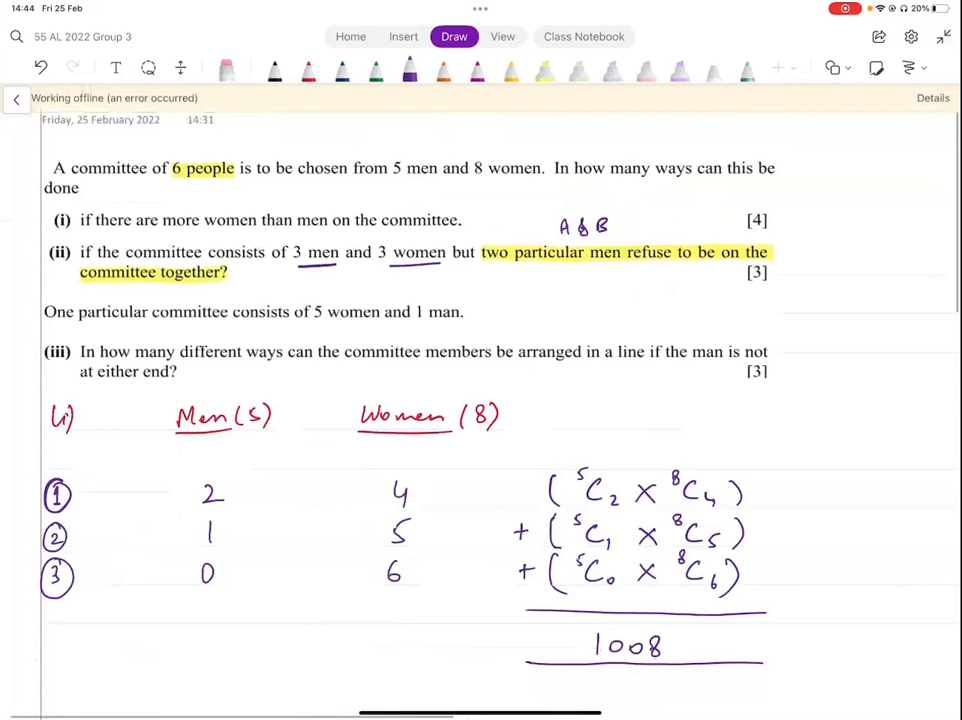 14:44 Fri 25 Feb 20%
55 AL 2022 Group 3 Home Insert Draw View Class Notebook
T
Working offline (an error occurred) Details
Friday, 25 February 2022 14:31
A committee of 6 people is to be chosen from 5 men and 8 women. In how many ways can this be
done
(i) if there are more women than men on the committee, [4]
A & B
(ii) if the committee consists of 3 men and 3 women but two particular men refuse to be on the
committee together? [3]
One particular committee consists of 5 women and 1 man.
(iii) In how many different ways can the committee members be arranged in a line if the man is not
at either end? [3]
(i) Men (5) Women (8)
① 2 4 (⁵C₂ × ⁸C₄)
② 1 5 + (⁵C₁ × ⁸C₅)
③ 0 6 + (⁵C₀ × ⁸C₆)
1008